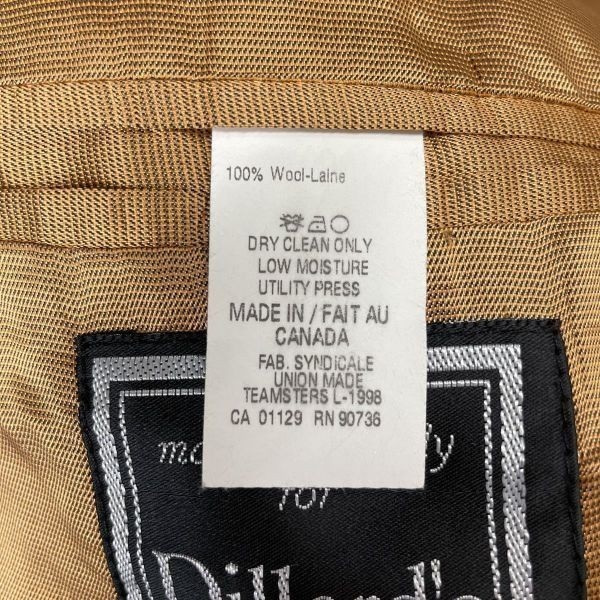 100% Wool-Laine
DRY CLEAN ONLY
LOW MOISTURE
UTILITY PRESS
MADE IN / FAIT AU
CANADA
FAB. SYNDICALE
UNION MADE
TEAMSTERS L-1998
CA 01129 RN 90736
for
Dillard's